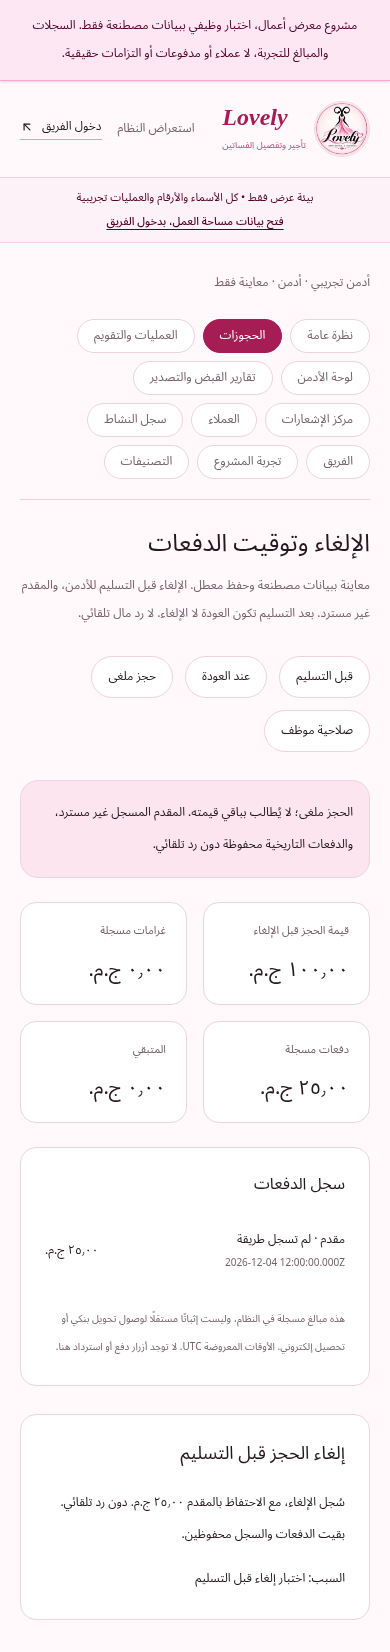 مشروع معرض أعمال، اختبار وظيفي ببيانات مصطنعة فقط. السجلات
والمبالغ للتجربة، لا عملاء أو مدفوعات أو التزامات حقيقية.
Lovely
Lovely
تأجير وتفصيل الفساتين
استعراض النظام
دخول الفريق ↖
بيئة عرض فقط • كل الأسماء والأرقام والعمليات تجريبية
فتح بيانات مساحة العمل، بدخول الفريق
أدمن تجريبي · أدمن · معاينة فقط
نظرة عامة
الحجوزات
العمليات والتقويم
لوحة الأدمن
تقارير القبض والتصدير
مركز الإشعارات
العملاء
سجل النشاط
الفريق
تجربة المشروع
التصنيفات
الإلغاء وتوقيت الدفعات
معاينة ببيانات مصطنعة وحفظ معطل. الإلغاء قبل التسليم للأدمن، والمقدم
غير مسترد. بعد التسليم تكون العودة لا الإلغاء. لا رد مال تلقائي.
قبل التسليم
عند العودة
حجز ملغى
صلاحية موظف
الحجز ملغى؛ لا يُطالب بباقي قيمته. المقدم المسجل غير مسترد،
والدفعات التاريخية محفوظة دون رد تلقائي.
قيمة الحجز قبل الإلغاء
١٠٠٫٠٠ ج.م.
غرامات مسجلة
٠٫٠٠ ج.م.
دفعات مسجلة
٢٥٫٠٠ ج.م.
المتبقي
٠٫٠٠ ج.م.
سجل الدفعات
مقدم · لم تسجل طريقة
2026-12-04 12:00:00.000Z
٢٥٫٠٠ ج.م.
هذه مبالغ مسجلة في النظام، وليست إثباتًا مستقلًا لوصول تحويل بنكي أو
تحصيل إلكتروني. الأوقات المعروضة UTC. لا توجد أزرار دفع أو استرداد هنا.
إلغاء الحجز قبل التسليم
سُجل الإلغاء، مع الاحتفاظ بالمقدم ٢٥٫٠٠ ج.م. دون رد تلقائي.
بقيت الدفعات والسجل محفوظين.
السبب: اختبار إلغاء قبل التسليم